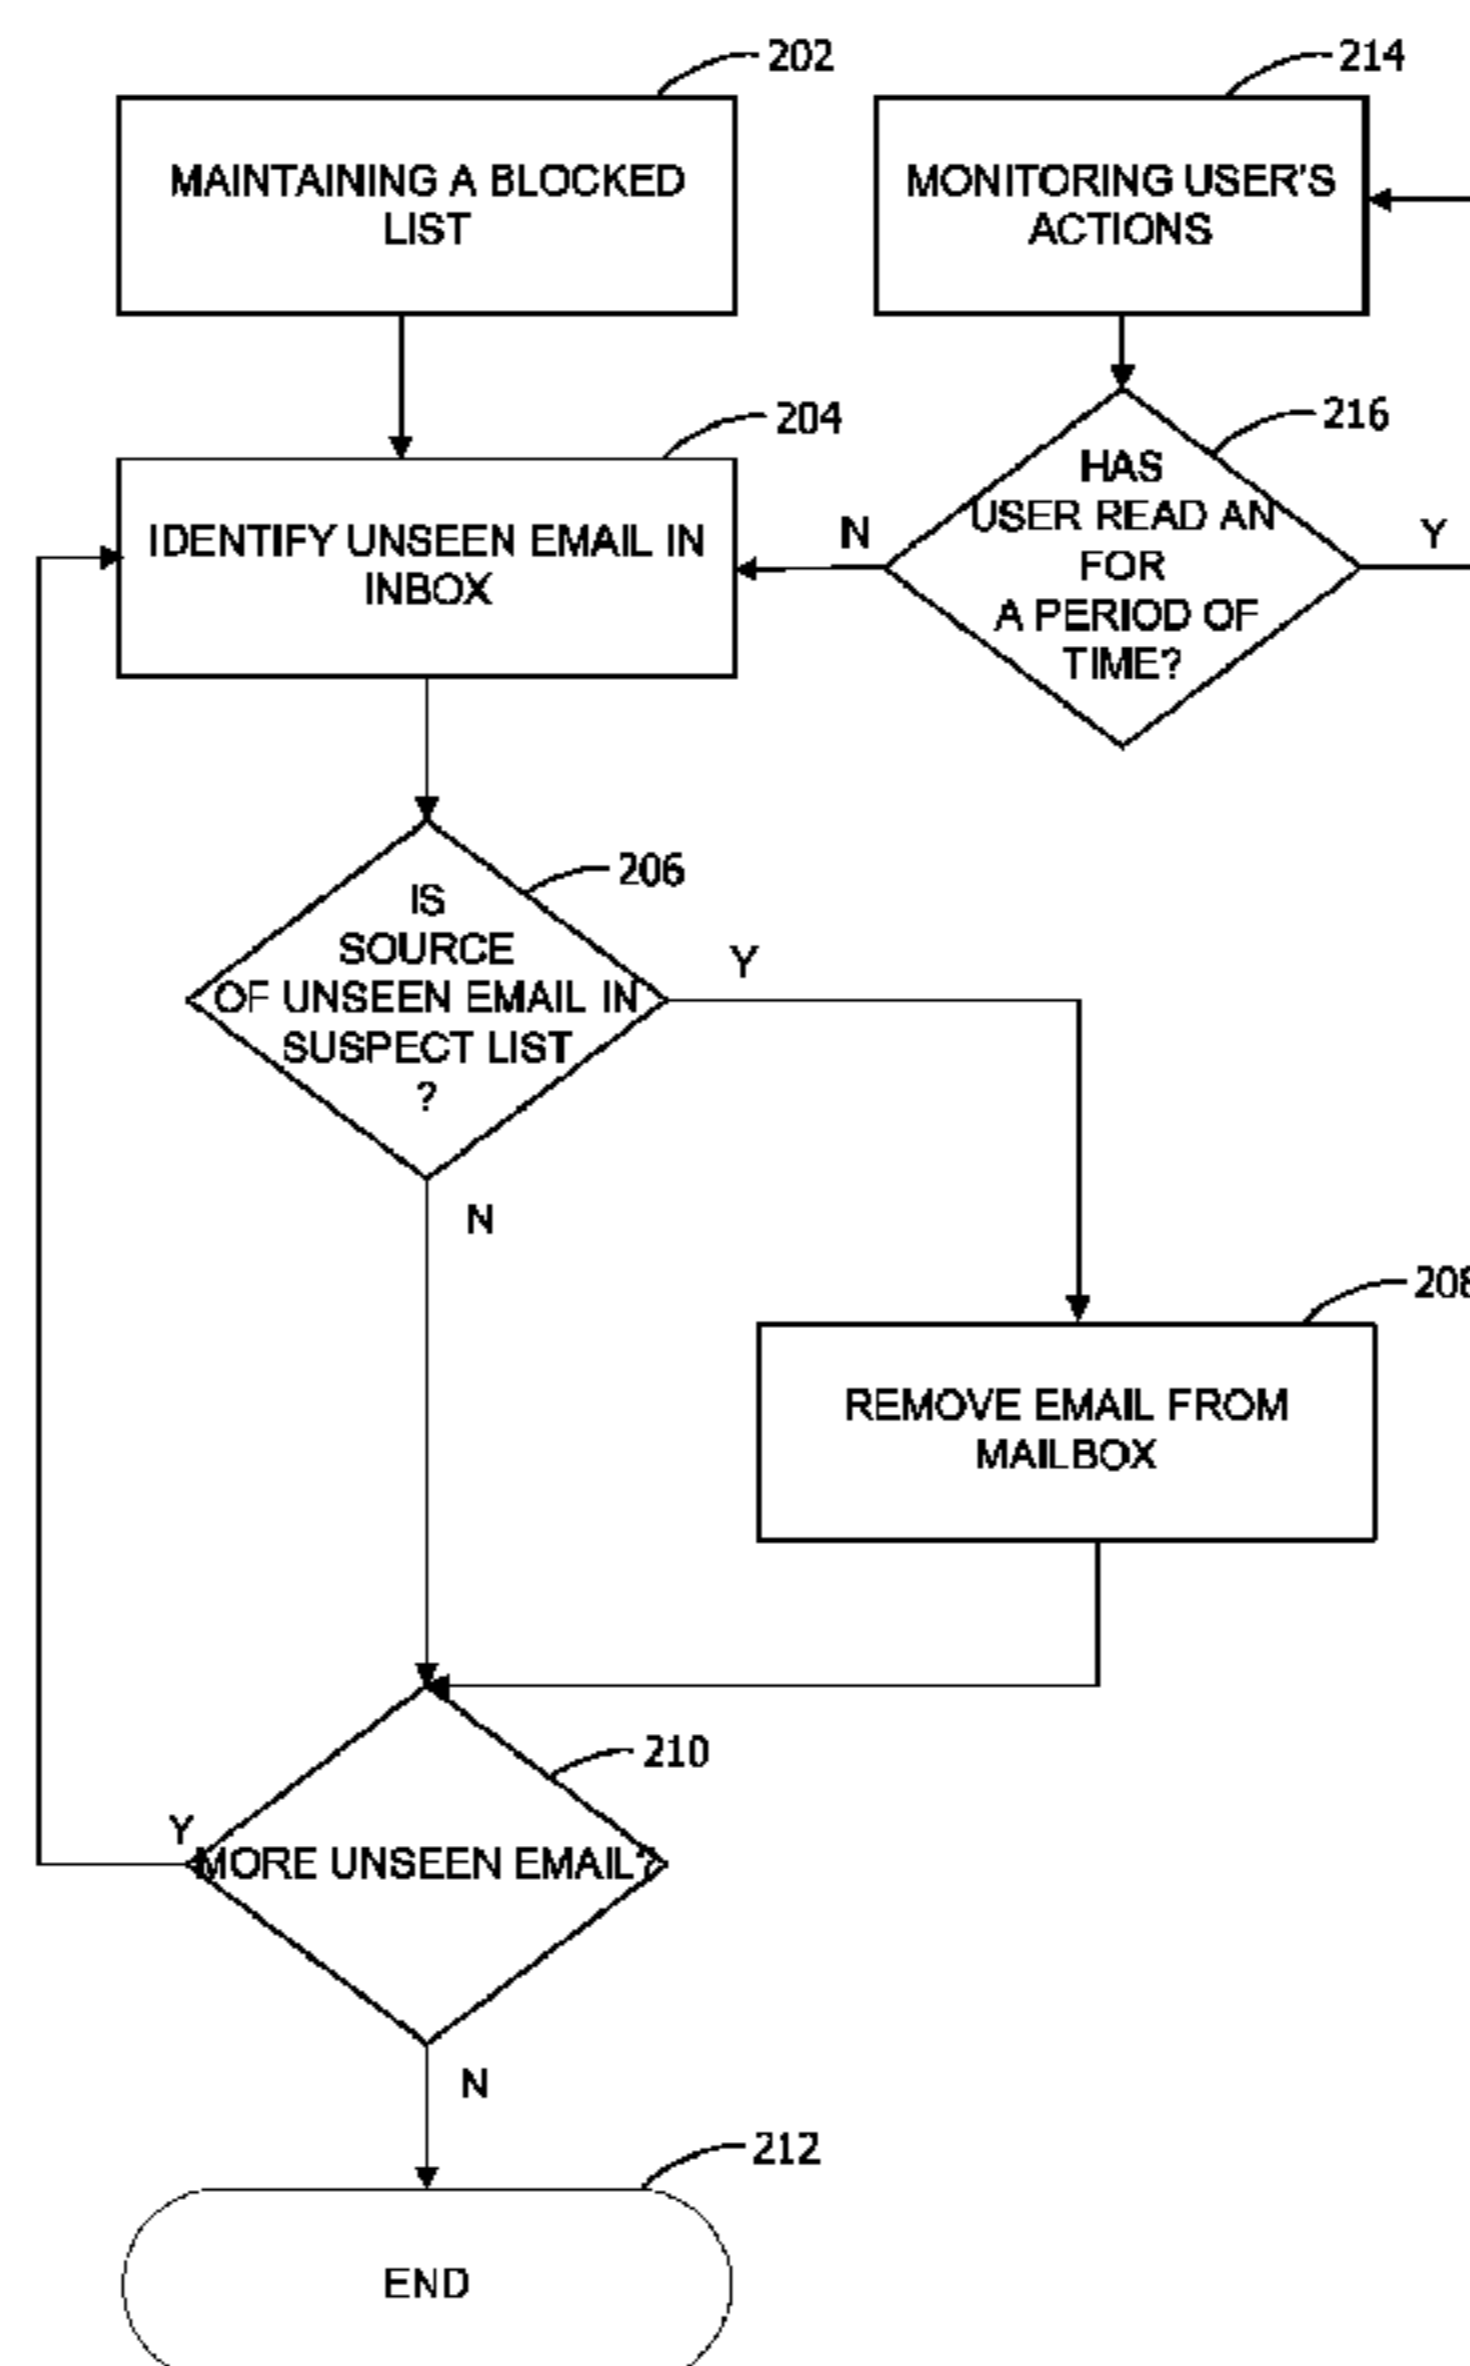 202
MAINTAINING A BLOCKED
LIST
214
MONITORING USER'S
ACTIONS
204
IDENTIFY UNSEEN EMAIL IN
INBOX
216
HAS
USER READ AN
FOR
A PERIOD OF
TIME?
N
Y
206
IS
SOURCE
OF UNSEEN EMAIL IN
SUSPECT LIST
?
Y
N
208
REMOVE EMAIL FROM
MAILBOX
210
MORE UNSEEN EMAIL?
Y
N
212
END